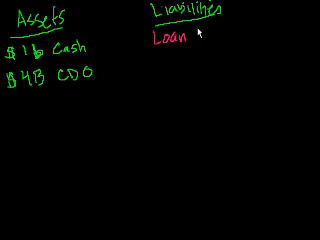 Assets
Liabilities
$1b Cash
Loan
$4B CDO